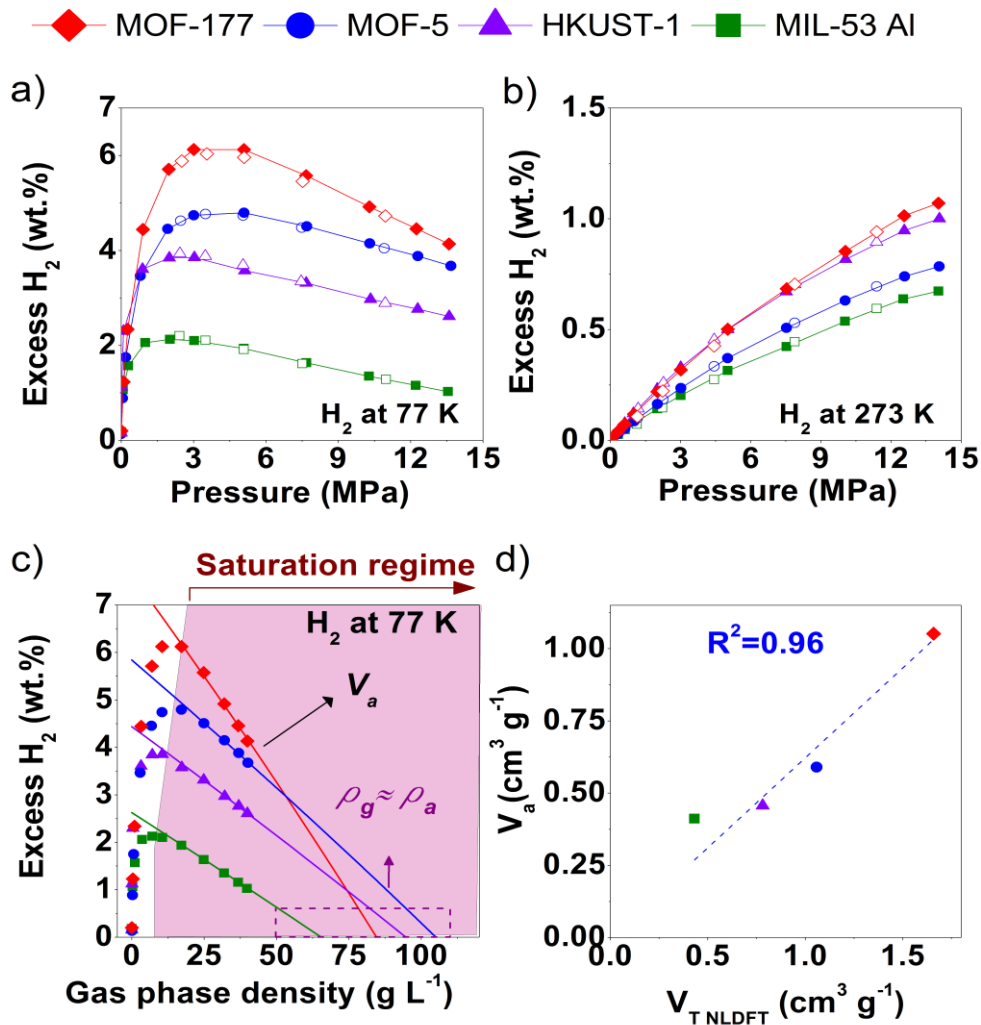 MOF-177 MOF-5 HKUST-1 MIL-53 Al
a)
7
6
4
2
0
Excess H₂ (wt.%)
H₂ at 77 K
0 3 6 9 12 15
Pressure (MPa)
b)
1.5
1.0
0.5
0.0
Excess H₂ (wt.%)
H₂ at 273 K
0 3 6 9 12 15
Pressure (MPa)
c)
Saturation regime
7
6
5
4
3
2
1
0
Excess H₂ (wt.%)
H₂ at 77 K
Vₐ
ρg≈ρₐ
0 25 50 75 100
Gas phase density (g L⁻¹)
d)
1.00
0.75
0.50
0.25
0.00
Vₐ(cm³ g⁻¹)
R²=0.96
0.5 1.0 1.5
V_T NLDFT (cm³ g⁻¹)